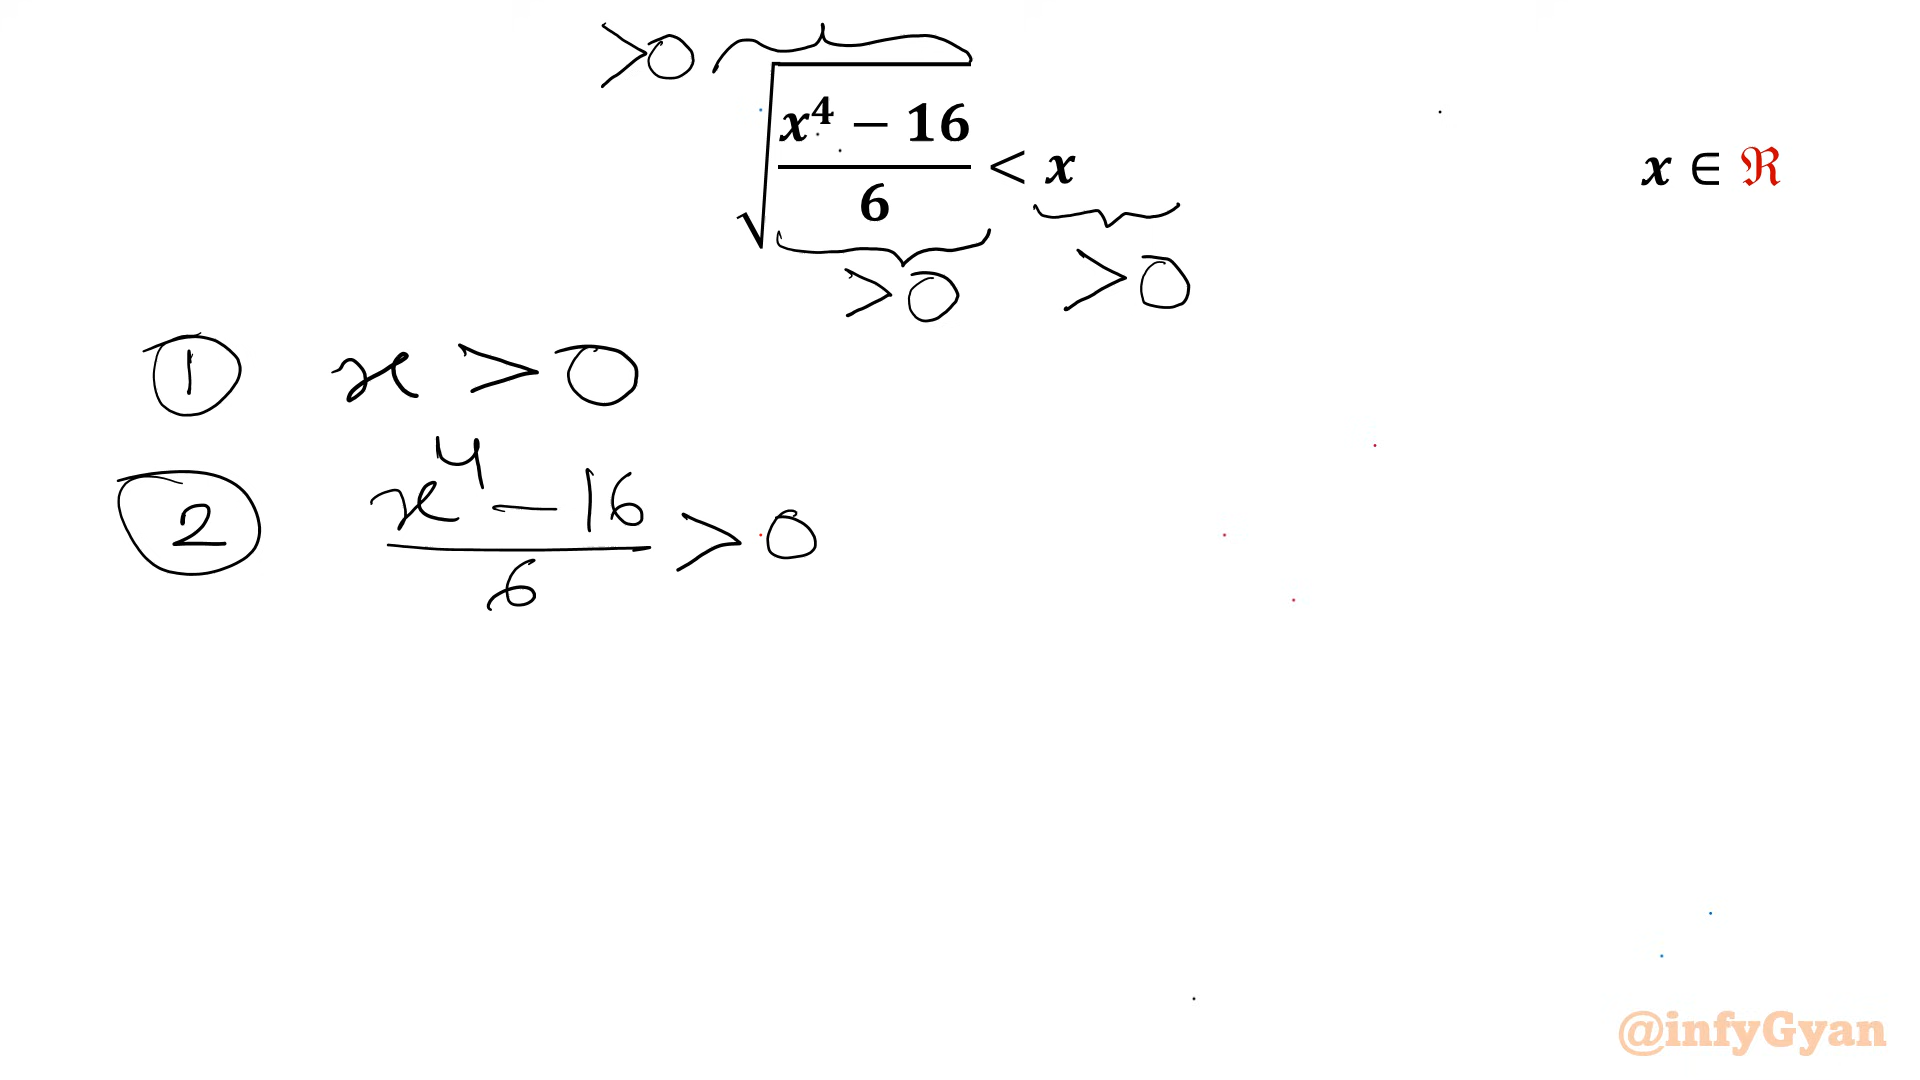 >0
√((x⁴ − 16)/6) < x
x ∈ ℜ
>0 >0
① x > 0
② (x⁴ − 16)/6 > 0
@infyGyan